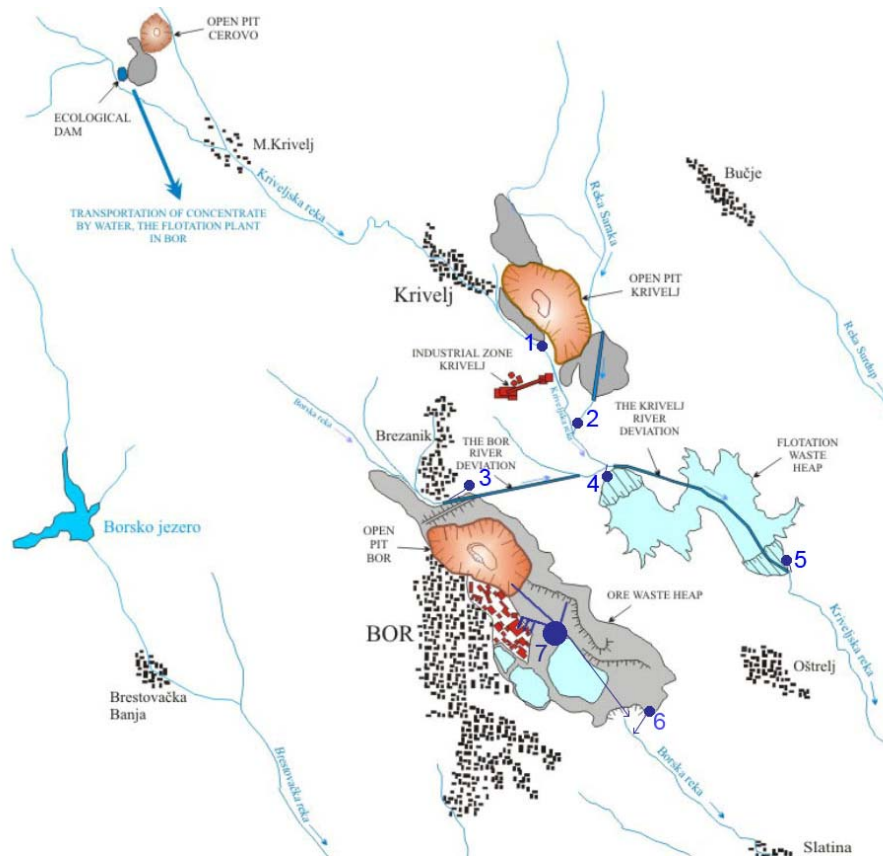 OPEN PIT
CEROVO
ECOLOGICAL
DAM
M.Krivelj
Kriveljska reka
TRANSPORTATION OF CONCENTRATE
BY WATER, THE FLOTATION PLANT
IN BOR
Bučje
Reka Saraka
Krivelj
OPEN PIT
KRIVELJ
1
INDUSTRIAL ZONE
KRIVELJ
Kriveljska reka
2
Reka Surdup
THE KRIVELJ
RIVER
DEVIATION
FLOTATION
WASTE
HEAP
Borska reka
Brezanik
THE BOR
RIVER
DEVIATION
3
4
5
Borsko jezero
OPEN
PIT
BOR
ORE WASTE HEAP
BOR
7
6
Kriveljska reka
Oštrelj
Brestovačka
Banja
Brestovačka reka
Borska reka
Slatina